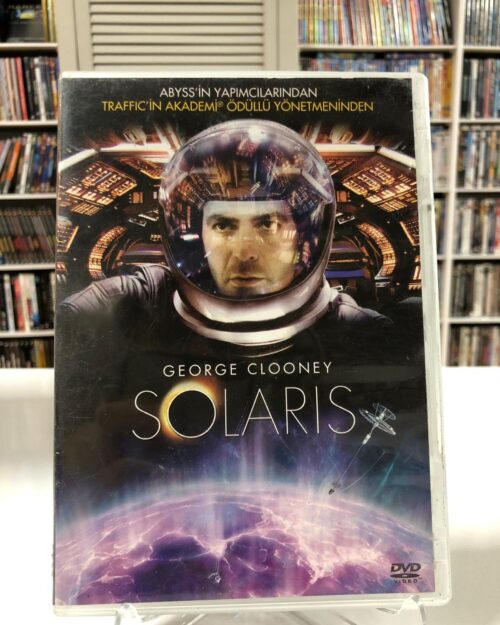 ABYSS'İN YAPIMCILARINDAN
TRAFFIC'İN AKADEMİ® ÖDÜLLÜ YÖNETMENİNDEN
GEORGE CLOONEY
SOLARIS
DVD
VIDEO